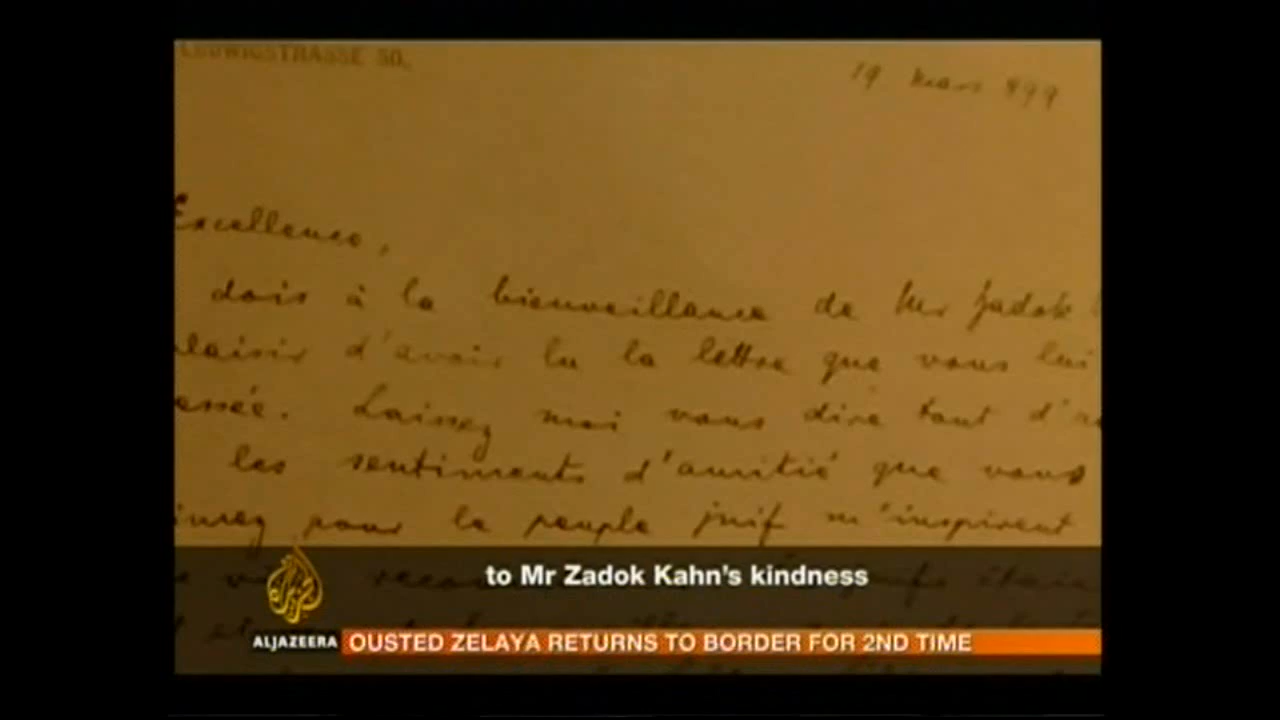 LUDWIGSTRASSE 50.
19 Mars 899
Excellence,
dois à la bienveillance de Mr Zadok
plaisir d'avoir lu la lettre que vous lui
essée. Laissez moi vous dire tant d'
les sentiments d'amitié que vous
imez pour le peuple juif m'inspirent
to Mr Zadok Kahn's kindness
ALJAZEERA
OUSTED ZELAYA RETURNS TO BORDER FOR 2ND TIME